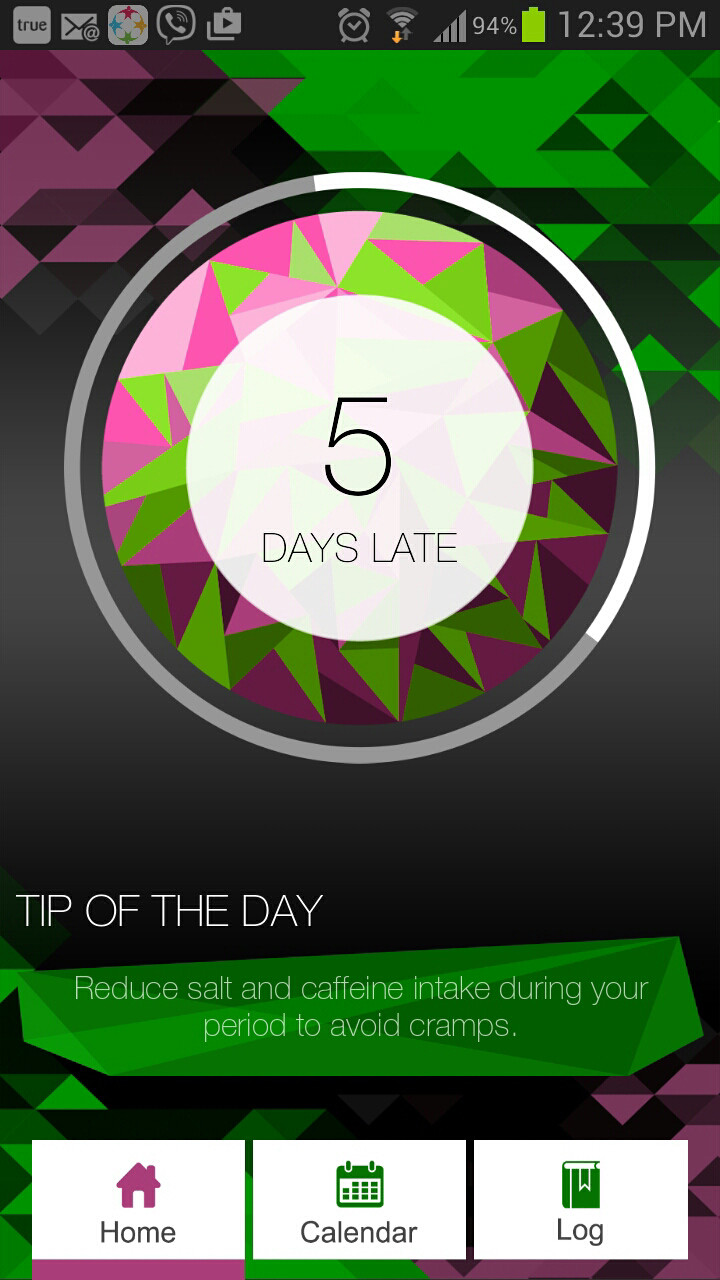 true 94% 12:39 PM
5
DAYS LATE
TIP OF THE DAY
Reduce salt and caffeine intake during your
period to avoid cramps.
Home Calendar Log